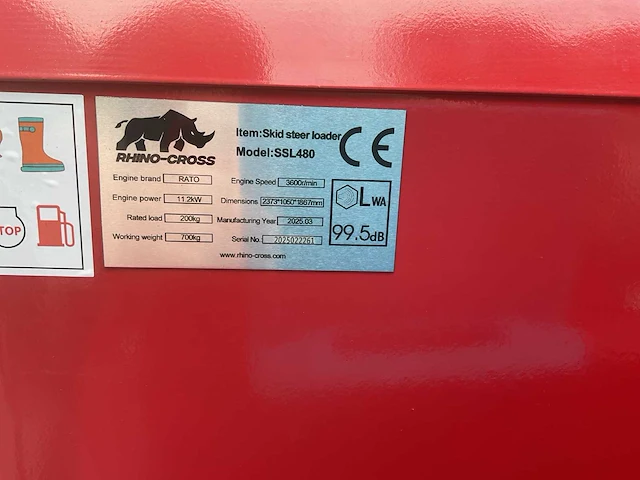 RHINO-CROSS
Item:Skid steer loader
Model:SSL480
CE
Engine brand RATO
Engine power 11.2kW
Rated load 200kg
Working weight 700kg
Engine Speed 3600r/min
Dimensions 2373*1050*1867mm
Manufacturing Year 2025.03
Serial No.: 2025022261
www.rhino-cross.com
LWA
99.5dB
TOP